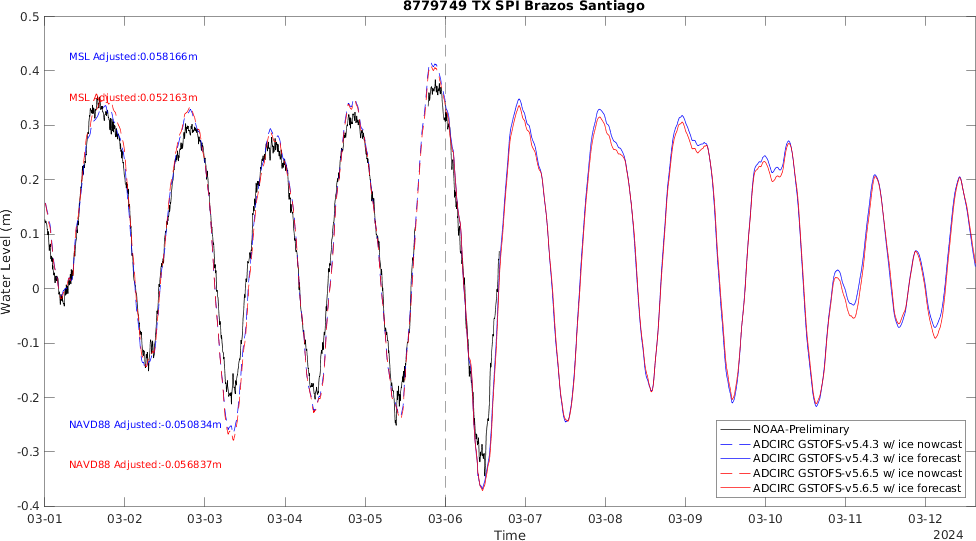 8779749 TX SPI Brazos Santiago
0.5
0.4
0.3
0.2
0.1
0
-0.1
-0.2
-0.3
-0.4
Water Level (m)
MSL Adjusted:0.058166m
MSL Adjusted:0.052163m
NAVD88 Adjusted:-0.050834m
NAVD88 Adjusted:-0.056837m
NOAA-Preliminary
ADCIRC GSTOFS-v5.4.3 w/ ice nowcast
ADCIRC GSTOFS-v5.4.3 w/ ice forecast
ADCIRC GSTOFS-v5.6.5 w/ ice nowcast
ADCIRC GSTOFS-v5.6.5 w/ ice forecast
03-01 03-02 03-03 03-04 03-05 03-06 03-07 03-08 03-09 03-10 03-11 03-12
Time
2024